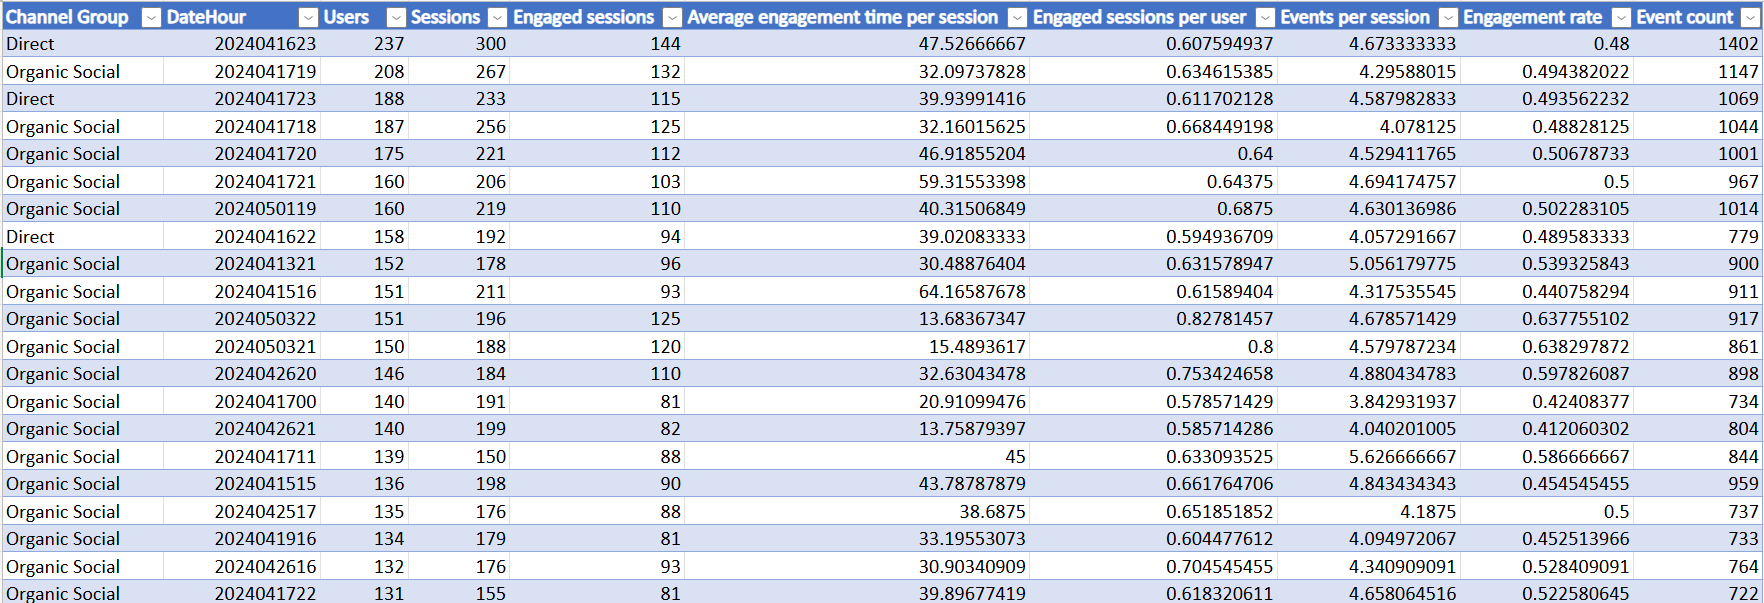 Channel Group DateHour Users Sessions Engaged sessions Average engagement time per session Engaged sessions per user Events per session Engagement rate Event count
Direct 2024041623 237 300 144 47.52666667 0.607594937 4.673333333 0.48 1402
Organic Social 2024041719 208 267 132 32.09737828 0.634615385 4.29588015 0.494382022 1147
Direct 2024041723 188 233 115 39.93991416 0.611702128 4.587982833 0.493562232 1069
Organic Social 2024041718 187 256 125 32.16015625 0.668449198 4.078125 0.48828125 1044
Organic Social 2024041720 175 221 112 46.91855204 0.64 4.529411765 0.50678733 1001
Organic Social 2024041721 160 206 103 59.31553398 0.64375 4.694174757 0.5 967
Organic Social 2024050119 160 219 110 40.31506849 0.6875 4.630136986 0.502283105 1014
Direct 2024041622 158 192 94 39.02083333 0.594936709 4.057291667 0.489583333 779
Organic Social 2024041321 152 178 96 30.48876404 0.631578947 5.056179775 0.539325843 900
Organic Social 2024041516 151 211 93 64.16587678 0.61589404 4.317535545 0.440758294 911
Organic Social 2024050322 151 196 125 13.68367347 0.82781457 4.678571429 0.637755102 917
Organic Social 2024050321 150 188 120 15.4893617 0.8 4.579787234 0.638297872 861
Organic Social 2024042620 146 184 110 32.63043478 0.753424658 4.880434783 0.597826087 898
Organic Social 2024041700 140 191 81 20.91099476 0.578571429 3.842931937 0.42408377 734
Organic Social 2024042621 140 199 82 13.75879397 0.585714286 4.040201005 0.412060302 804
Organic Social 2024041711 139 150 88 45 0.633093525 5.626666667 0.586666667 844
Organic Social 2024041515 136 198 90 43.78787879 0.661764706 4.843434343 0.454545455 959
Organic Social 2024042517 135 176 88 38.6875 0.651851852 4.1875 0.5 737
Organic Social 2024041916 134 179 81 33.19553073 0.604477612 4.094972067 0.452513966 733
Organic Social 2024042616 132 176 93 30.90340909 0.704545455 4.340909091 0.528409091 764
Organic Social 2024041722 131 155 81 39.89677419 0.618320611 4.658064516 0.522580645 722